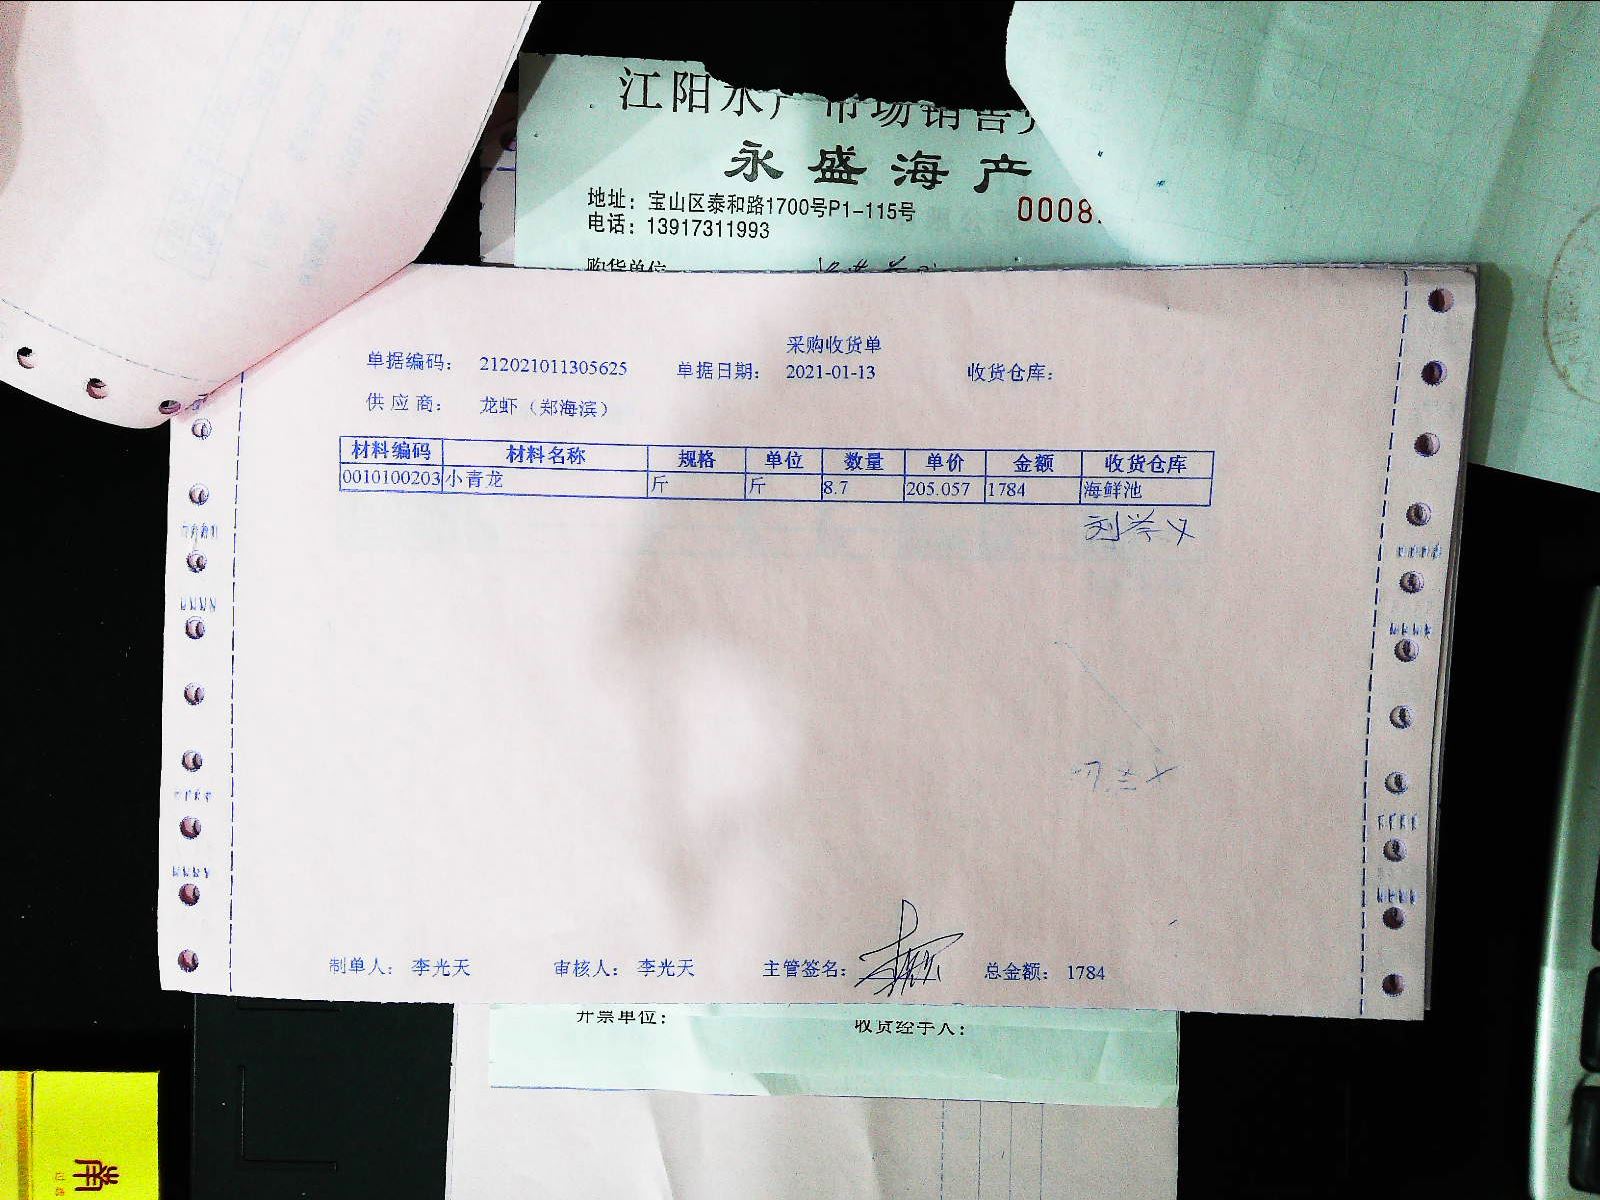 江阳水产市场销售
永盛海产
地址：宝山区泰和路1700号P1-115号
0008
电话：13917311993
购货单位
采购收货单
单据编码： 212021011305625 单据日期： 2021-01-13 收货仓库：
供应商： 龙虾（郑海滨）
材料编码 材料名称 规格 单位 数量 单价 金额 收货仓库
0010100203 小青龙 斤 斤 8.7 205.057 1784 海鲜池
制单人： 李光天 审核人： 李光天 主管签名： 总金额： 1784
开票单位： 收货经手人：